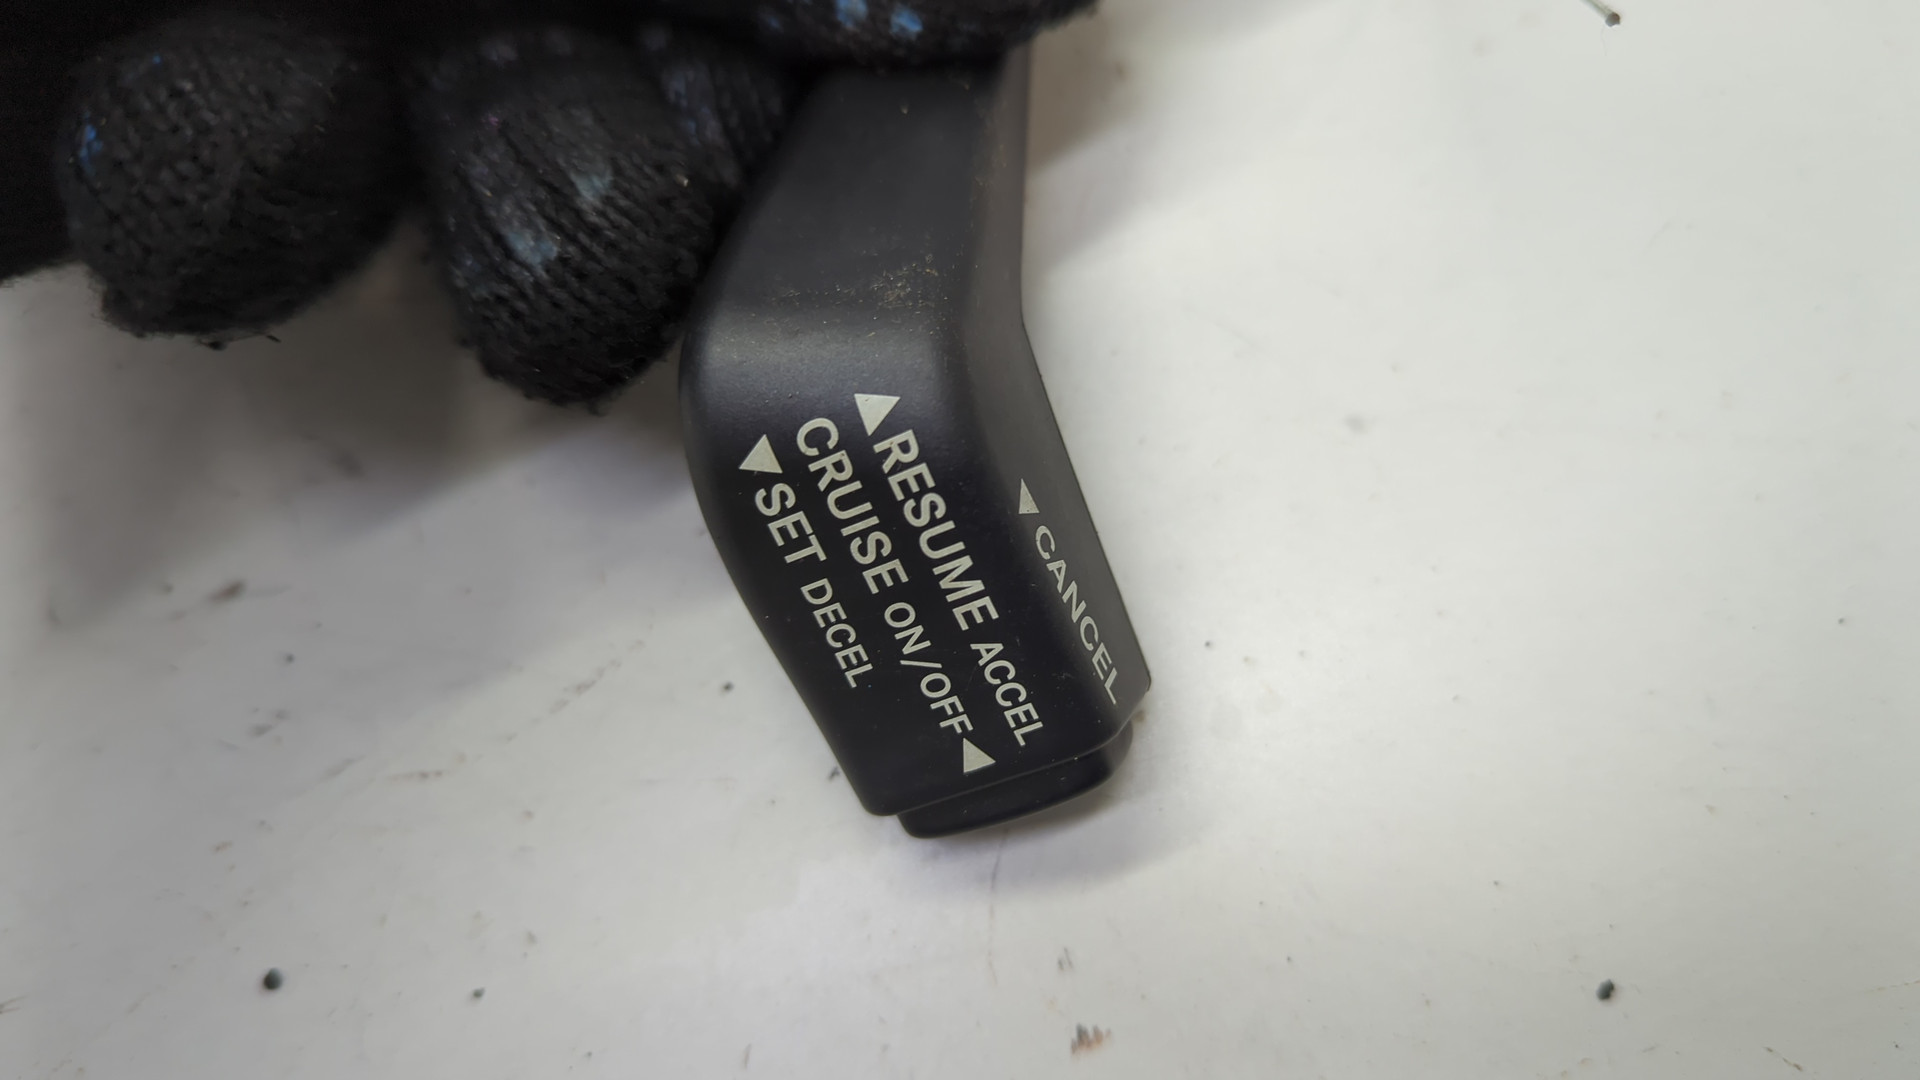 ▲RESUME ACCEL
CRUISE ON/OFF▲
▼SET DECEL
◀CANCEL